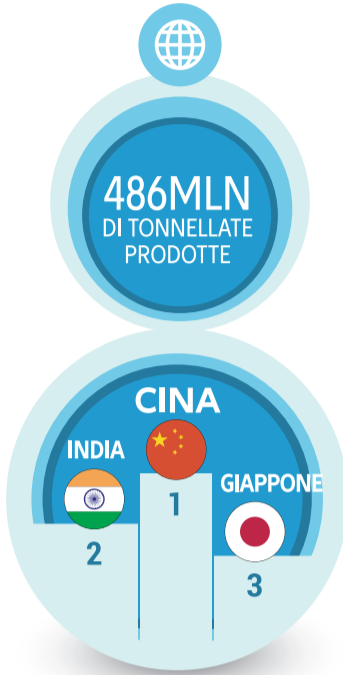 486MLN
DI TONNELLATE
PRODOTTE
CINA
INDIA
GIAPPONE
1
2
3